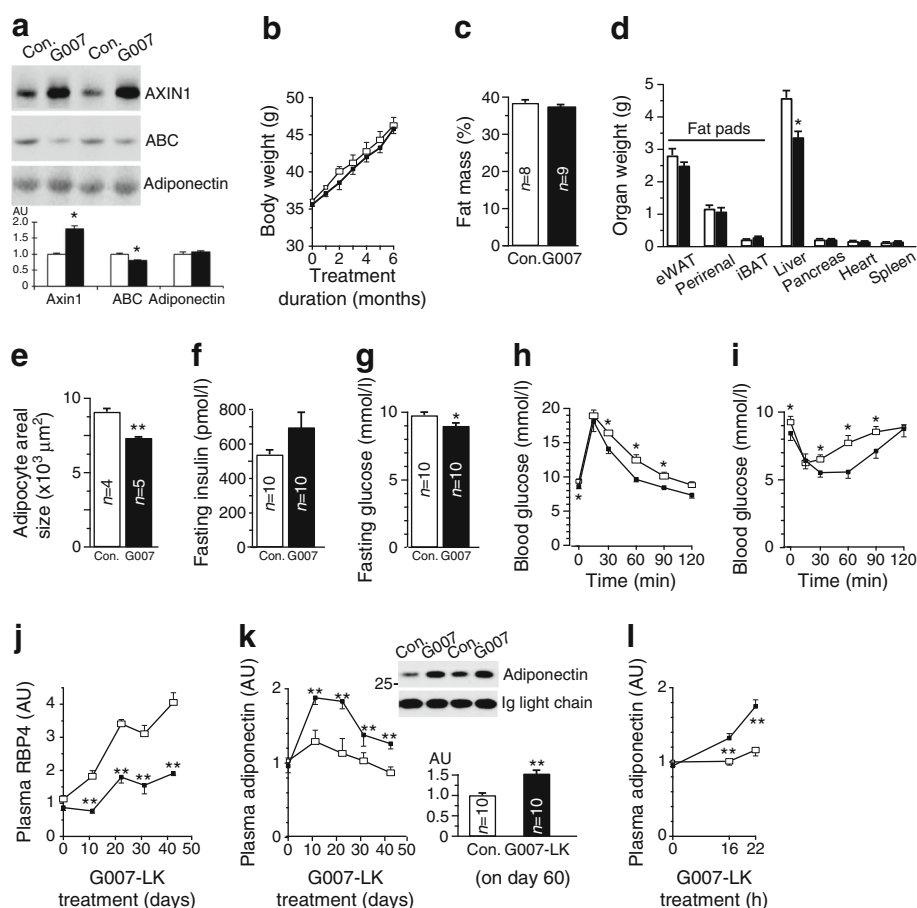 a
Con.
G007
Con.
G007
AXIN1
ABC
Adiponectin
AU
2.0
1.5
1.0
0.5
0
*
*
Axin1 ABC Adiponectin
b
Body weight (g)
50
45
40
35
30
0 2 4 6
Treatment
duration (months)
c
Fat mass (%)
40
30
20
10
0
n=8
n=9
Con. G007
d
Organ weight (g)
5
4
3
2
1
0
Fat pads
*
eWAT
Perirenal
iBAT
Liver
Pancreas
Heart
Spleen
e
Adipocyte areal
size (x10³ μm²)
10
5
0
**
n=4
n=5
Con. G007
f
Fasting insulin (pmol/l)
800
600
400
200
0
n=10
n=10
Con. G007
g
Fasting glucose (mmol/l)
10
5
0
*
n=10
n=10
Con. G007
h
Blood glucose (mmol/l)
20
15
10
5
0
*
*
*
*
0 30 60 90 120
Time (min)
i
Blood glucose (mmol/l)
10
5
0
*
*
*
*
0 30 60 90 120
Time (min)
j
Plasma RBP4 (AU)
4
3
2
1
0
**
**
**
**
0 10 20 30 40 50
G007-LK
treatment (days)
k
Plasma adiponectin (AU)
2
1
0
**
**
**
**
0 10 20 30 40 50
G007-LK
treatment (days)
Con.
G007
Con.
G007
25
Adiponectin
Ig light chain
AU
1.5
1.0
0.5
0
**
n=10
n=10
Con. G007-LK
(on day 60)
l
Plasma adiponectin (AU)
2
1
0
**
**
0 16 22
G007-LK
treatment (h)